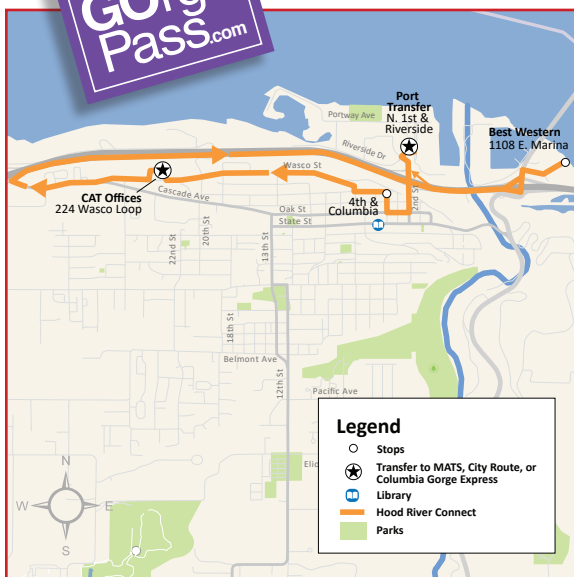 GOrge
Pass.com
Portway Ave
Port
Transfer
N. 1st &
Riverside
Best Western
1108 E. Marina
Riverside Dr
Wasco St
CAT Offices
224 Wasco Loop
Cascade Ave
4th &
Columbia
2nd St
Oak St
State St
22nd St
20th St
13th St
18th St
Belmont Ave
12th St
Pacific Ave
N
W
E
S
Legend
Stops
Transfer to MATS, City Route, or
Columbia Gorge Express
Library
Hood River Connect
Parks